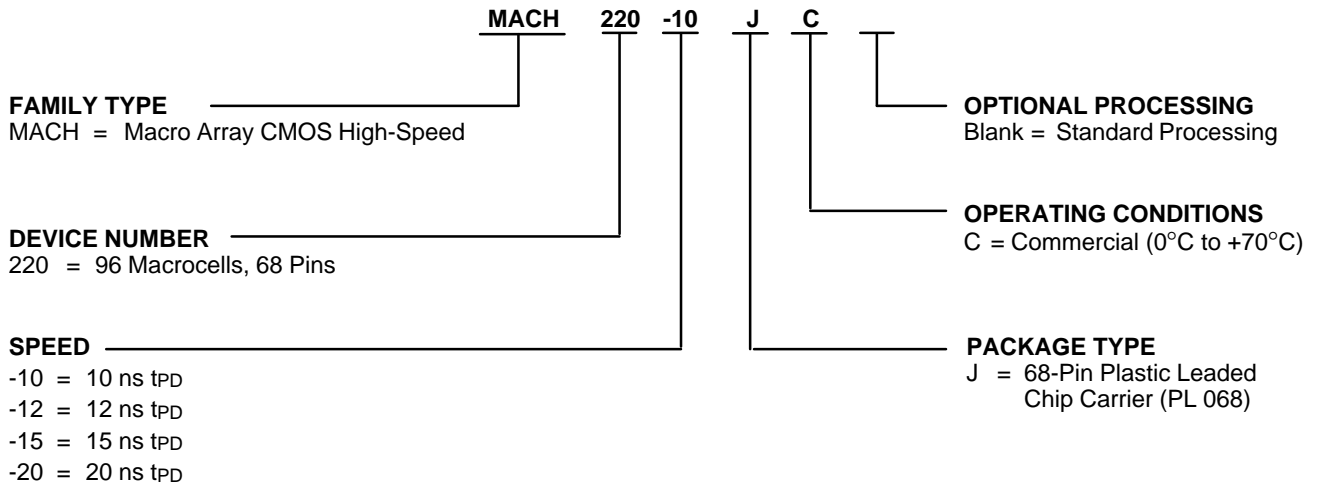 MACH 220 -10 J C
FAMILY TYPE
MACH = Macro Array CMOS High-Speed
DEVICE NUMBER
220 = 96 Macrocells, 68 Pins
SPEED
-10 = 10 ns tPD
-12 = 12 ns tPD
-15 = 15 ns tPD
-20 = 20 ns tPD
OPTIONAL PROCESSING
Blank = Standard Processing
OPERATING CONDITIONS
C = Commercial (0°C to +70°C)
PACKAGE TYPE
J = 68-Pin Plastic Leaded
Chip Carrier (PL 068)